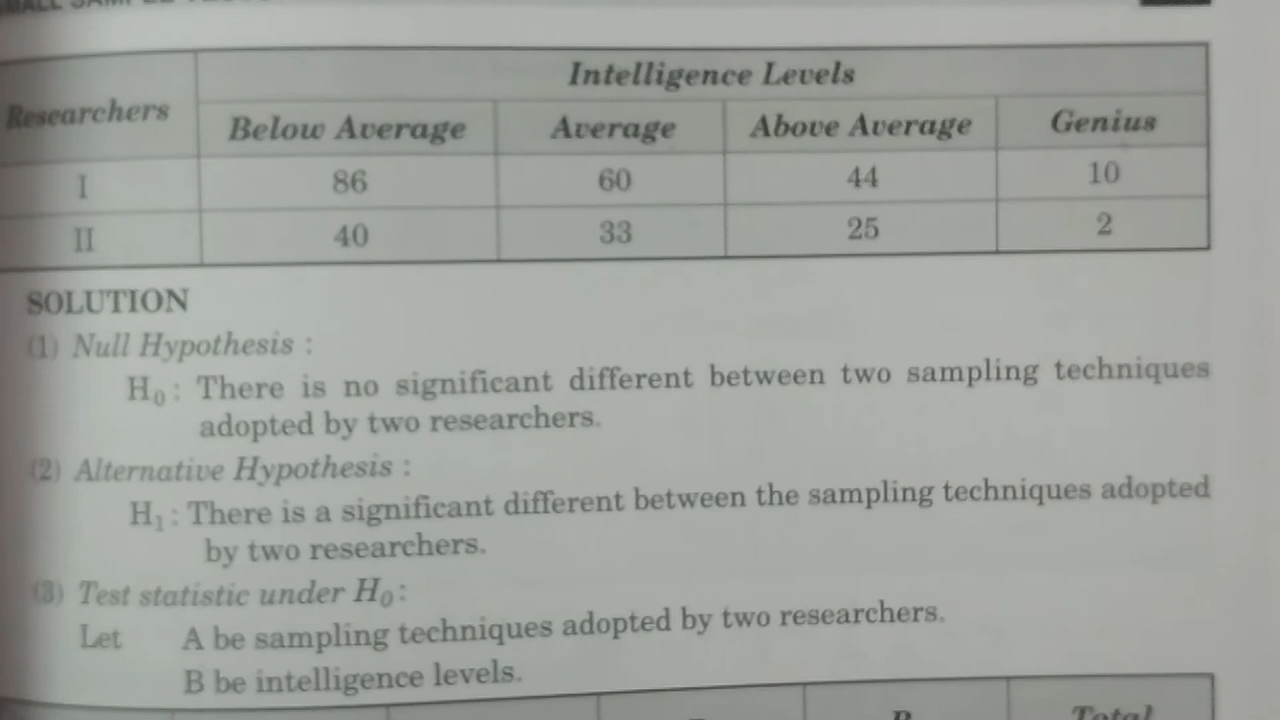 Intelligence Levels
Researchers
Below Average Average Above Average Genius
I 86 60 44 10
II 40 33 25 2
SOLUTION
(1) Null Hypothesis :
H0 : There is no significant different between two sampling techniques
adopted by two researchers.
(2) Alternative Hypothesis :
H1 : There is a significant different between the sampling techniques adopted
by two researchers.
(3) Test statistic under H0 :
Let A be sampling techniques adopted by two researchers.
B be intelligence levels.
Total